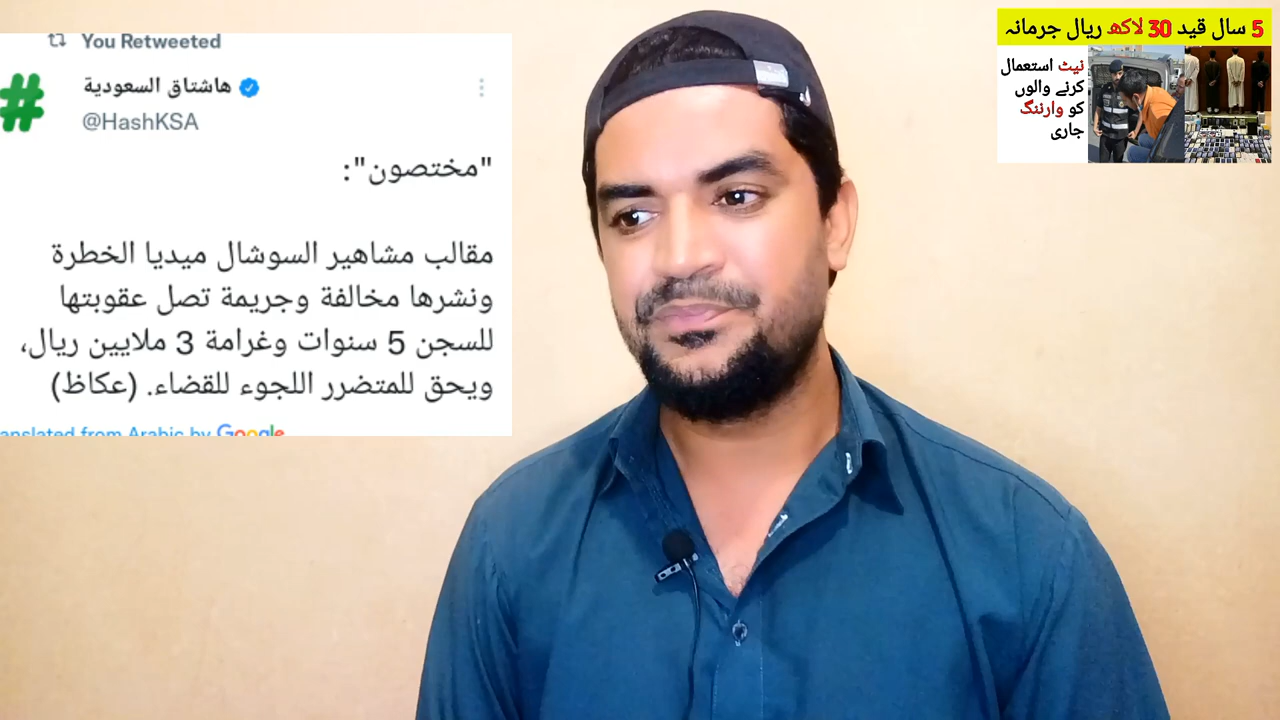 You Retweeted
هاشتاق السعودية
@HashKSA
"مختصون":
مقالب مشاهير السوشال ميديا الخطرة
ونشرها مخالفة وجريمة تصل عقوبتها
للسجن 5 سنوات وغرامة 3 ملايين ريال،
ويحق للمتضرر اللجوء للقضاء. (عكاظ)
anslated from Arabic by Google
5 سال قید 30 لاکھ ریال جرمانہ
نیٹ استعمال
کرنے والوں
کو وارننگ
جاری